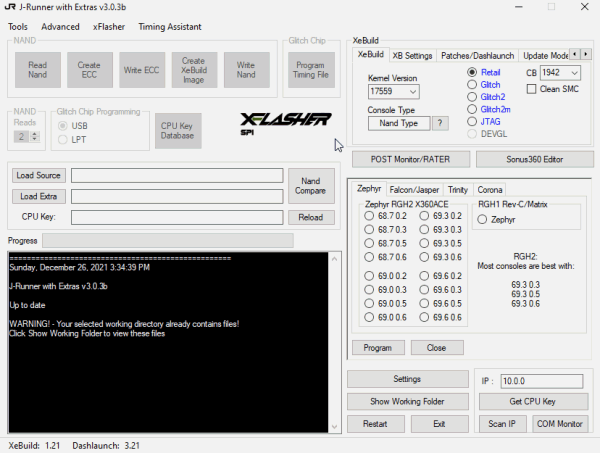 J-Runner with Extras v3.0.3b
Tools Advanced xFlasher Timing Assistant
NAND
Read Nand
Create ECC
Write ECC
Create XeBuild Image
Write Nand
Glitch Chip
Program Timing File
NAND Reads
2
Glitch Chip Programming
USB
LPT
CPU Key Database
XFLASHER
SPI
Load Source
Load Extra
CPU Key:
Nand Compare
Reload
Progress
==================================================
Sunday, December 26, 2021 3:34:39 PM
J-Runner with Extras v3.0.3b
Up to date
WARNING! - Your selected working directory already contains files!
Click Show Working Folder to view these files
XeBuild
XeBuild XB Settings Patches/Dashlaunch Update Mode
Kernel Version
17559
Console Type
Nand Type ?
Retail
Glitch
Glitch2
Glitch2m
JTAG
DEVGL
CB 1942
Clean SMC
POST Monitor/RATER
Sonus360 Editor
Zephyr Falcon/Jasper Trinity Corona
Zephyr RGH2 X360ACE
68.7 0.2 69.3 0.2
68.7 0.3 69.3 0.3
68.7 0.5 69.3 0.5
68.7 0.6 69.3 0.6
69.0 0.2 69.6 0.2
69.0 0.3 69.6 0.3
69.0 0.5 69.6 0.5
69.0 0.6 69.6 0.6
RGH1 Rev-C/Matrix
Zephyr
RGH2:
Most consoles are best with:
69.3 0.3
69.3 0.5
69.3 0.6
Program
Close
Settings
Show Working Folder
Restart
Exit
IP : 10.0.0
Get CPU Key
Scan IP
COM Monitor
XeBuild: 1.21 Dashlaunch: 3.21